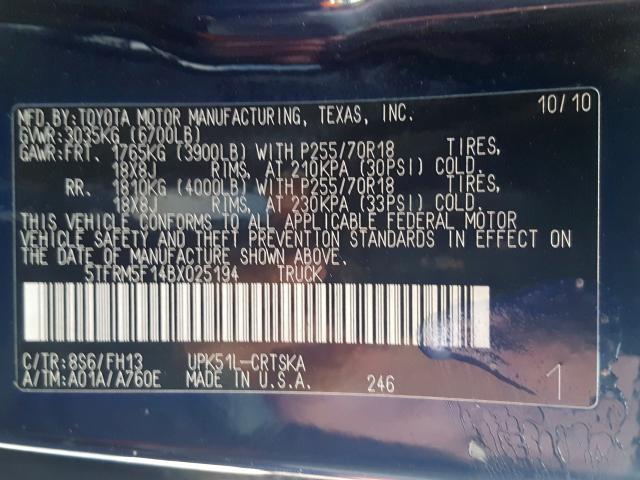 MFD.BY:TOYOTA MOTOR MANUFACTURING, TEXAS, INC. 10/10
GVWR:3035KG (6700LB)
GAWR:FRT. 1765KG (3900LB) WITH P255/70R18 TIRES,
18X8J RIMS, AT 210KPA (30PSI) COLD.
RR. 1810KG (4000LB) WITH P255/70R18 TIRES,
18X8J RIMS, AT 230KPA (33PSI) COLD.
THIS VEHICLE CONFORMS TO ALL APPLICABLE FEDERAL MOTOR
VEHICLE SAFETY AND THEFT PREVENTION STANDARDS IN EFFECT ON
THE DATE OF MANUFACTURE SHOWN ABOVE.
5TFRM5F14BX025194 TRUCK
C/TR:8S6/FH13 UPK51L-CRTSKA
A/TM:A01A/A760E MADE IN U.S.A. 246 1